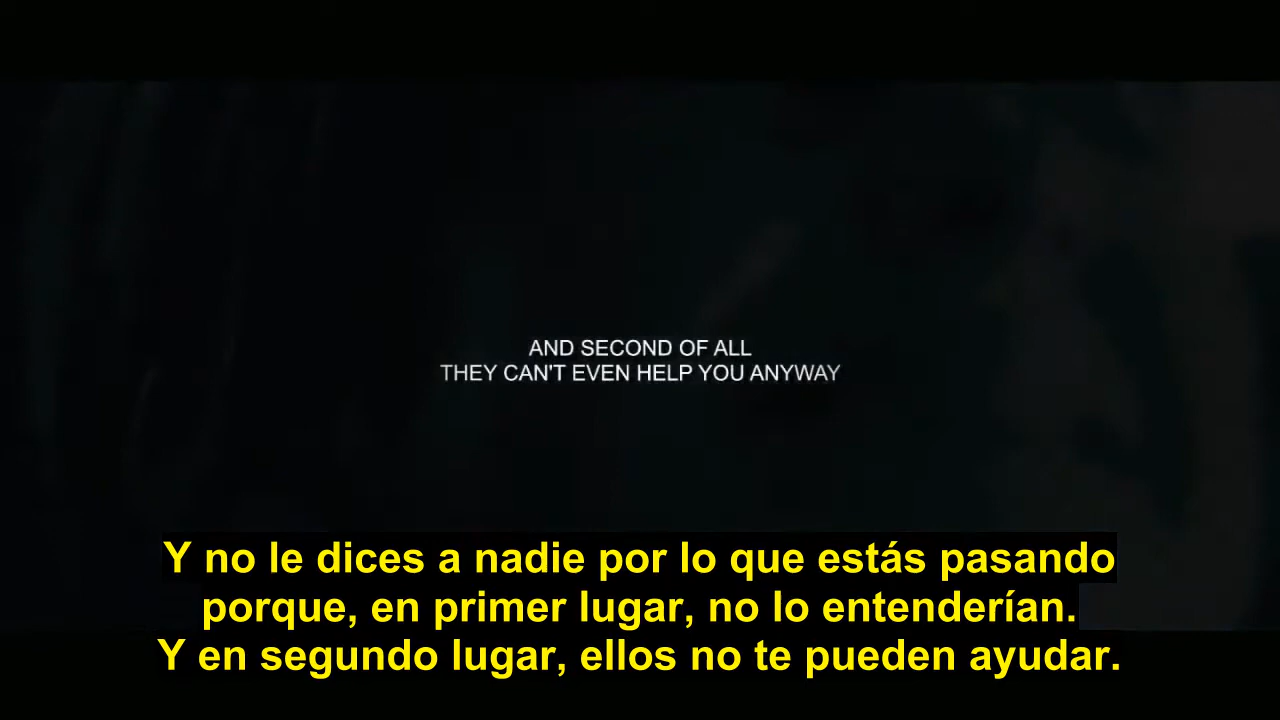 AND SECOND OF ALL
THEY CAN'T EVEN HELP YOU ANYWAY
Y no le dices a nadie por lo que estás pasando
porque, en primer lugar, no lo entenderían.
Y en segundo lugar, ellos no te pueden ayudar.